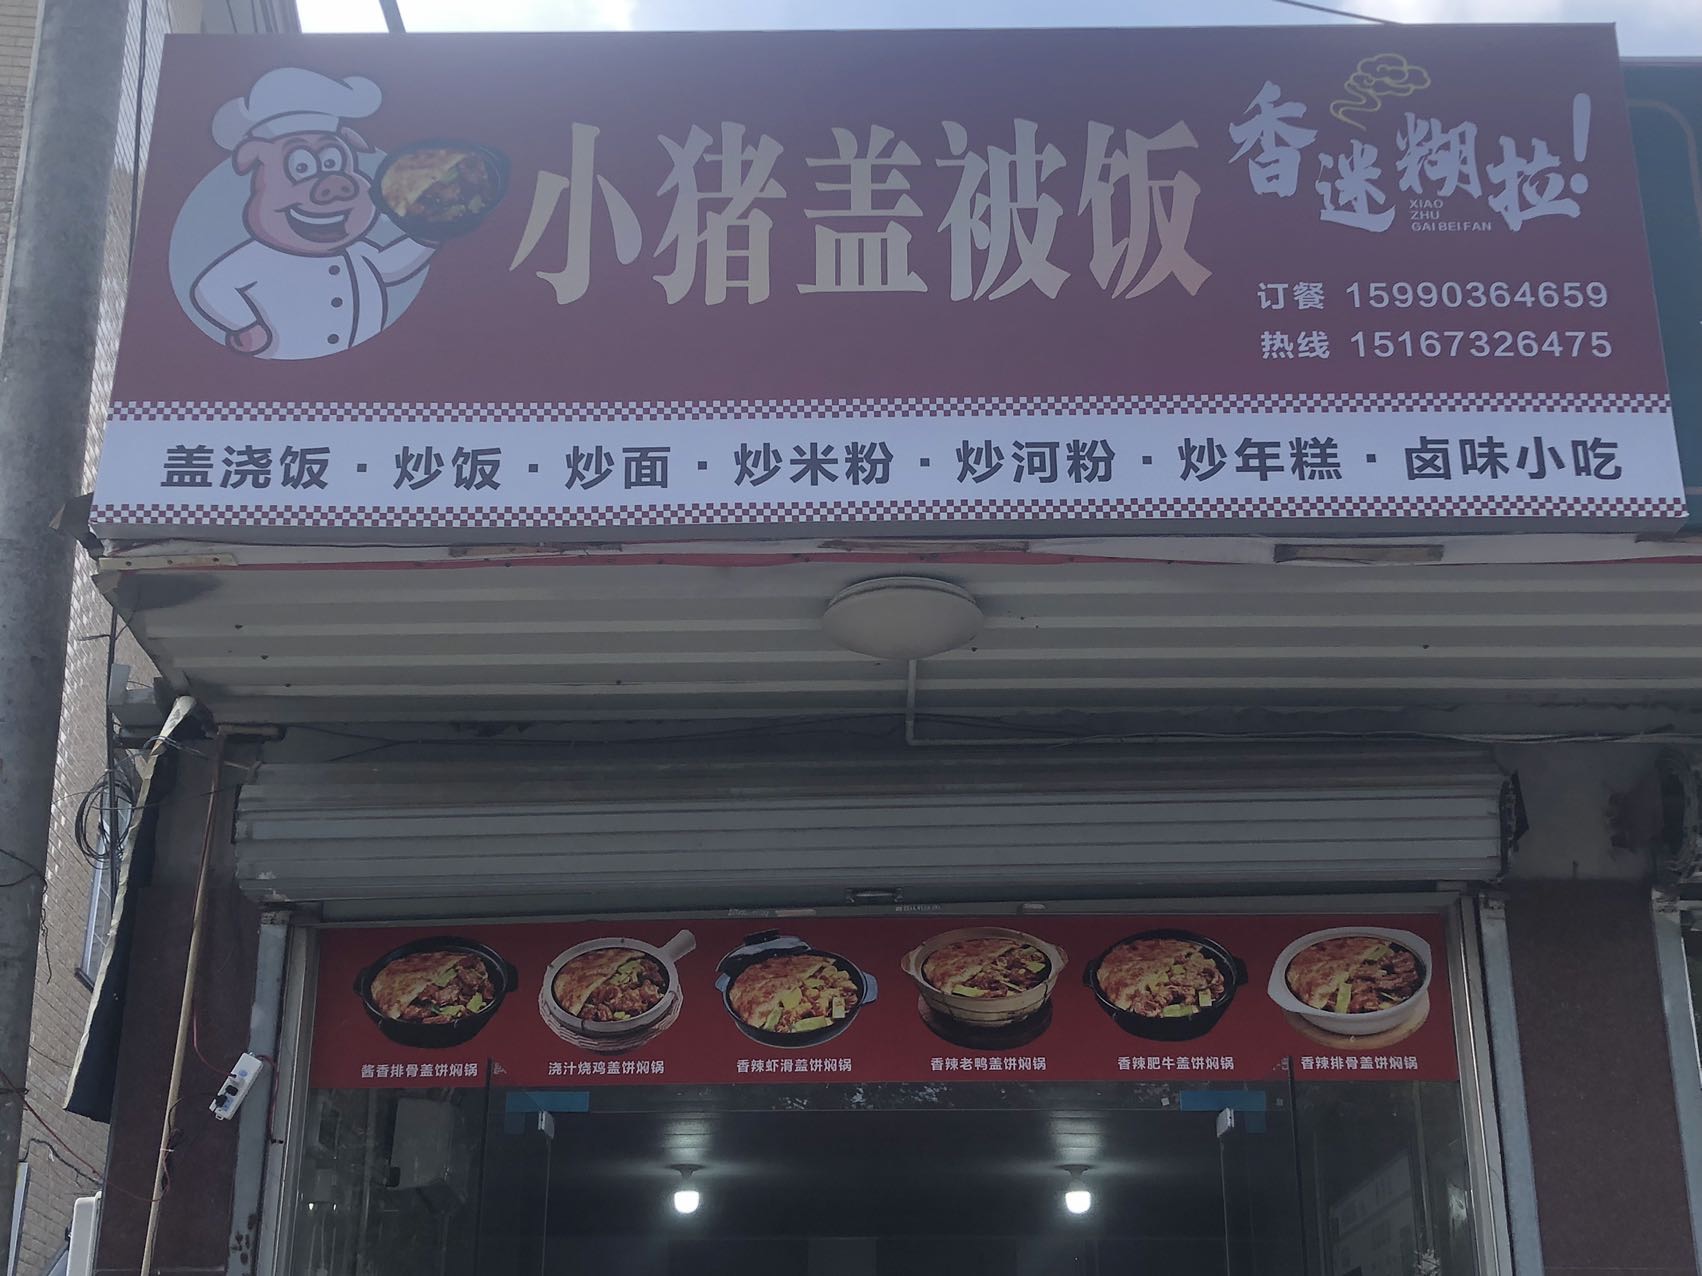 小猪盖被饭
香迷糊拉!
XIAO
ZHU
GAI BEI FAN
订餐 15990364659
热线 15167326475
盖浇饭·炒饭·炒面·炒米粉·炒河粉·炒年糕·卤味小吃
酱香排骨盖饼焖锅
浇汁烧鸡盖饼焖锅
香辣虾滑盖饼焖锅
香辣老鸭盖饼焖锅
香辣肥牛盖饼焖锅
香辣排骨盖饼焖锅